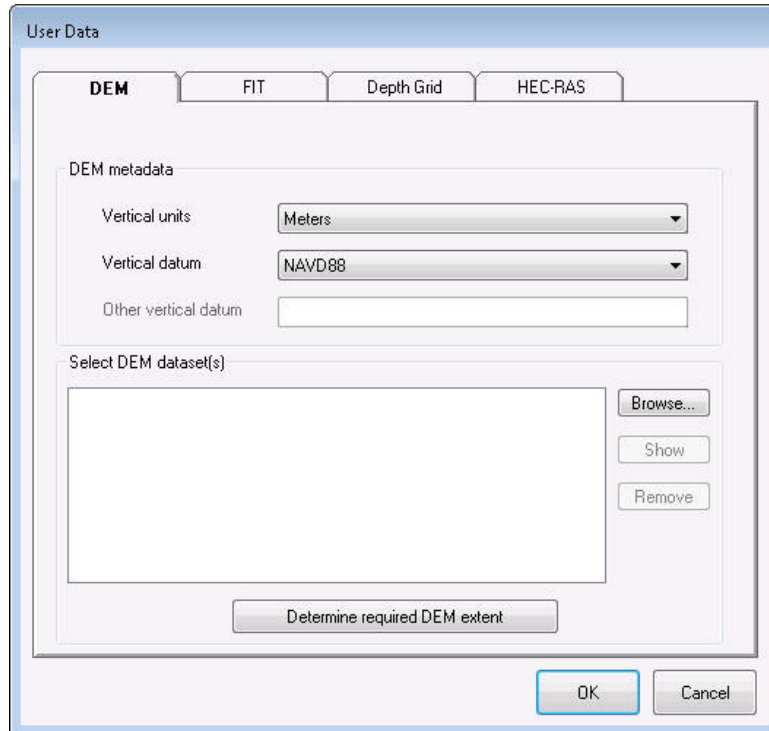 User Data
DEM FIT Depth Grid HEC-RAS
DEM metadata
Vertical units Meters
Vertical datum NAVD88
Other vertical datum
Select DEM dataset(s)
Browse...
Show
Remove
Determine required DEM extent
OK Cancel